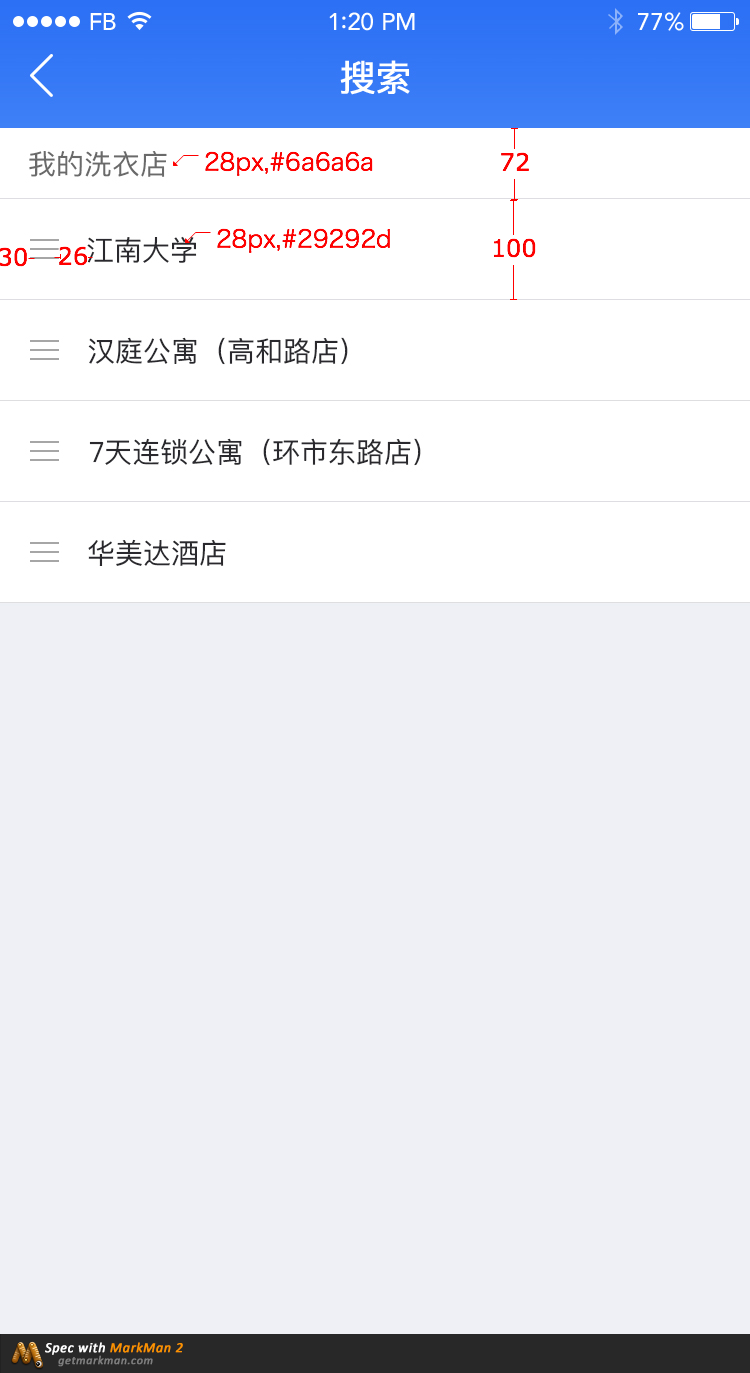 FB 1:20 PM 77%
搜索
我的洗衣店 28px,#6a6a6a 72
30 26 江南大学 28px,#29292d 100
汉庭公寓（高和路店）
7天连锁公寓（环市东路店）
华美达酒店
Spec with MarkMan 2
getmarkman.com